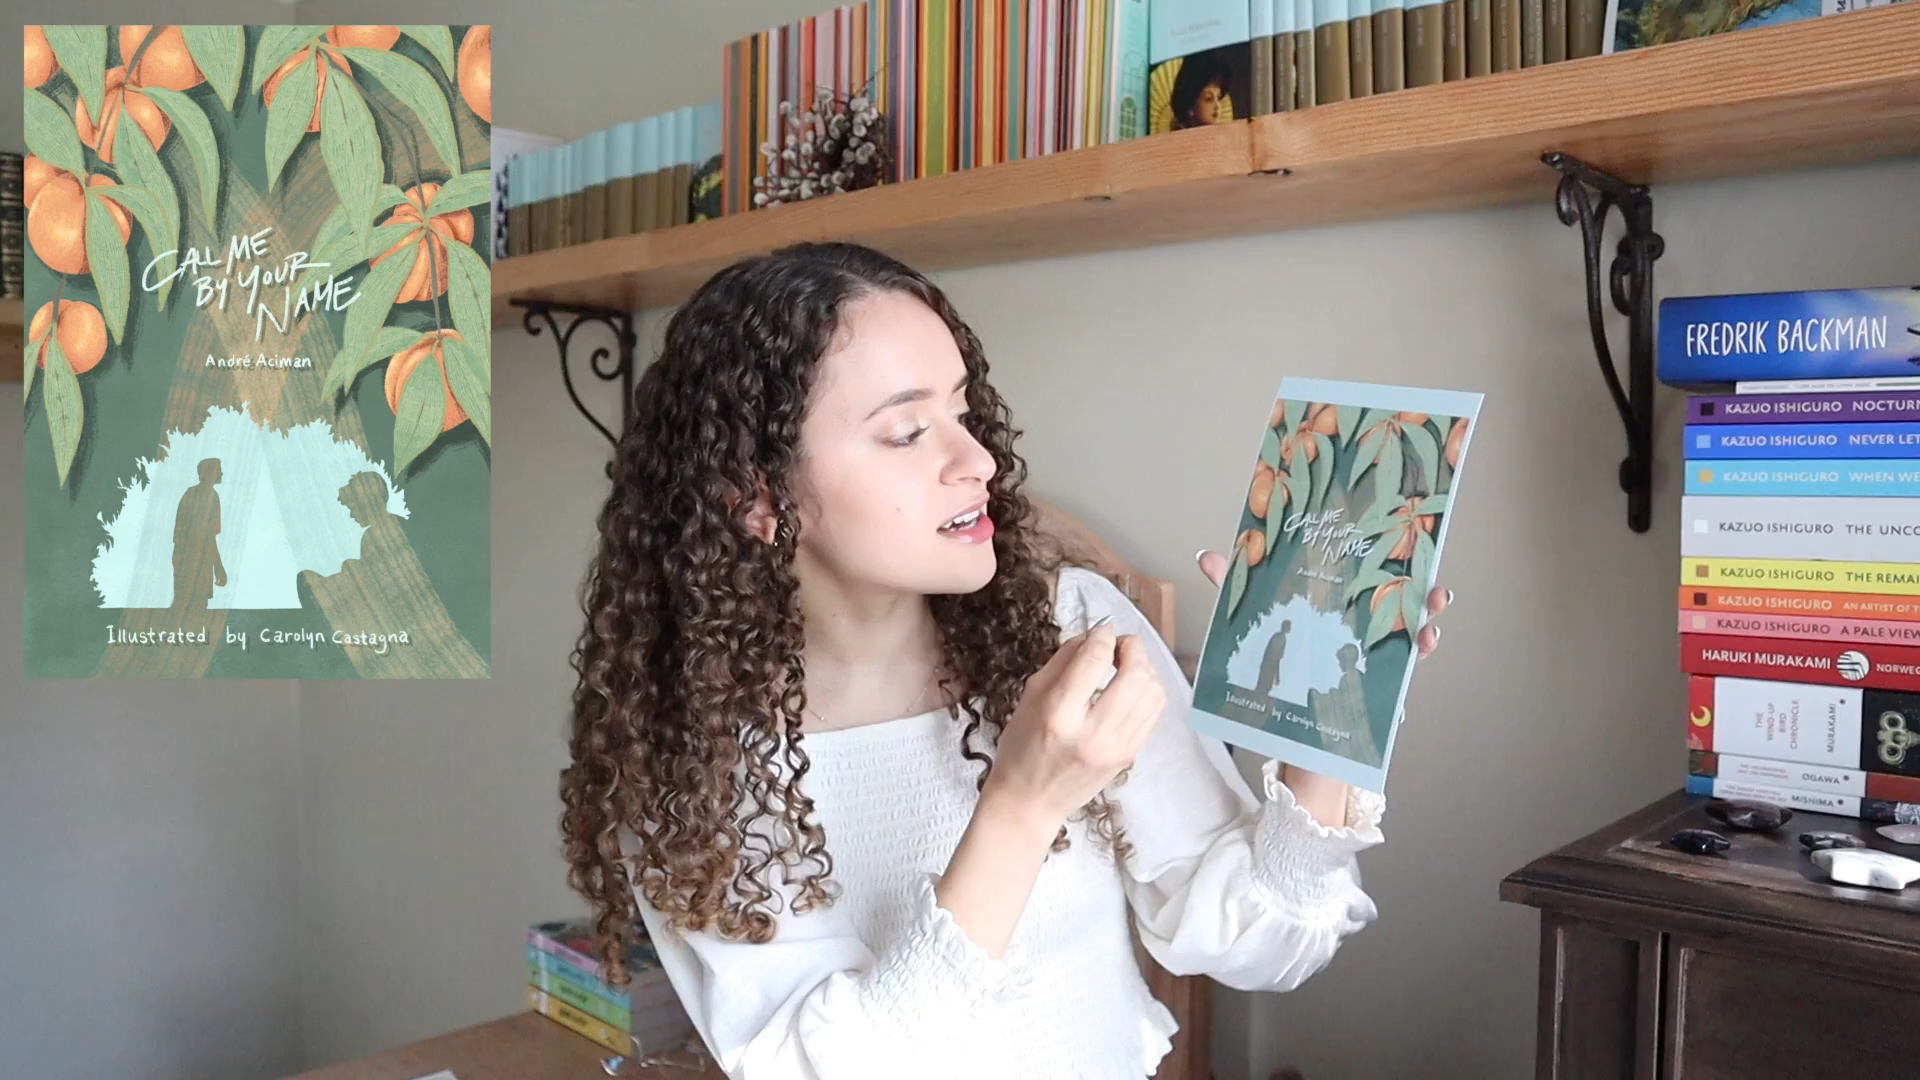 CALL ME
BY YOUR
NAME
André Aciman
Illustrated by Carolyn Castagna
CALL ME
BY YOUR
NAME
André Aciman
Illustrated by Carolyn Castagna
FREDRIK BACKMAN
KAZUO ISHIGURO NOCTURN
KAZUO ISHIGURO NEVER LET
KAZUO ISHIGURO WHEN WE
KAZUO ISHIGURO THE UNCO
KAZUO ISHIGURO THE REMAI
KAZUO ISHIGURO AN ARTIST OF T
KAZUO ISHIGURO A PALE VIEW
HARUKI MURAKAMI NORWEG
THE
WIND-UP
BIRD
CHRONICLE
MURAKAMI
OGAWA
MISHIMA